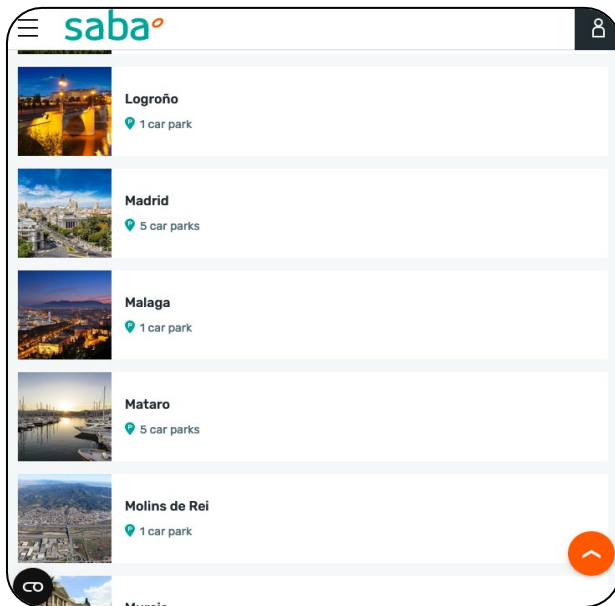 saba
Logroño
1 car park
Madrid
5 car parks
Malaga
1 car park
Mataro
5 car parks
Molins de Rei
1 car park